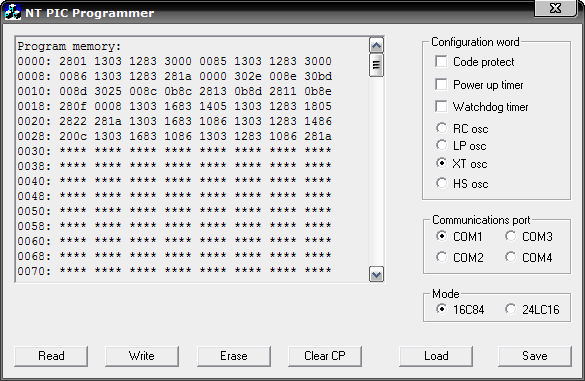 NT PIC Programmer
Program memory:
0000: 2801 1303 1283 3000 0085 1303 1283 3000
0008: 0086 1303 1283 281a 0000 302e 008e 30bd
0010: 008d 3025 008c 0b8c 2813 0b8d 2811 0b8e
0018: 280f 0008 1303 1683 1405 1303 1283 1805
0020: 2822 281a 1303 1683 1086 1303 1283 1486
0028: 200c 1303 1683 1086 1303 1283 1086 281a
0030: **** **** **** **** **** **** **** ****
0038: **** **** **** **** **** **** **** ****
0040: **** **** **** **** **** **** **** ****
0048: **** **** **** **** **** **** **** ****
0050: **** **** **** **** **** **** **** ****
0058: **** **** **** **** **** **** **** ****
0060: **** **** **** **** **** **** **** ****
0068: **** **** **** **** **** **** **** ****
0070: **** **** **** **** **** **** **** ****
Configuration word
Code protect
Power up timer
Watchdog timer
RC osc
LP osc
XT osc
HS osc
Communications port
COM1 COM3
COM2 COM4
Mode
16C84 24LC16
Read Write Erase Clear CP Load Save